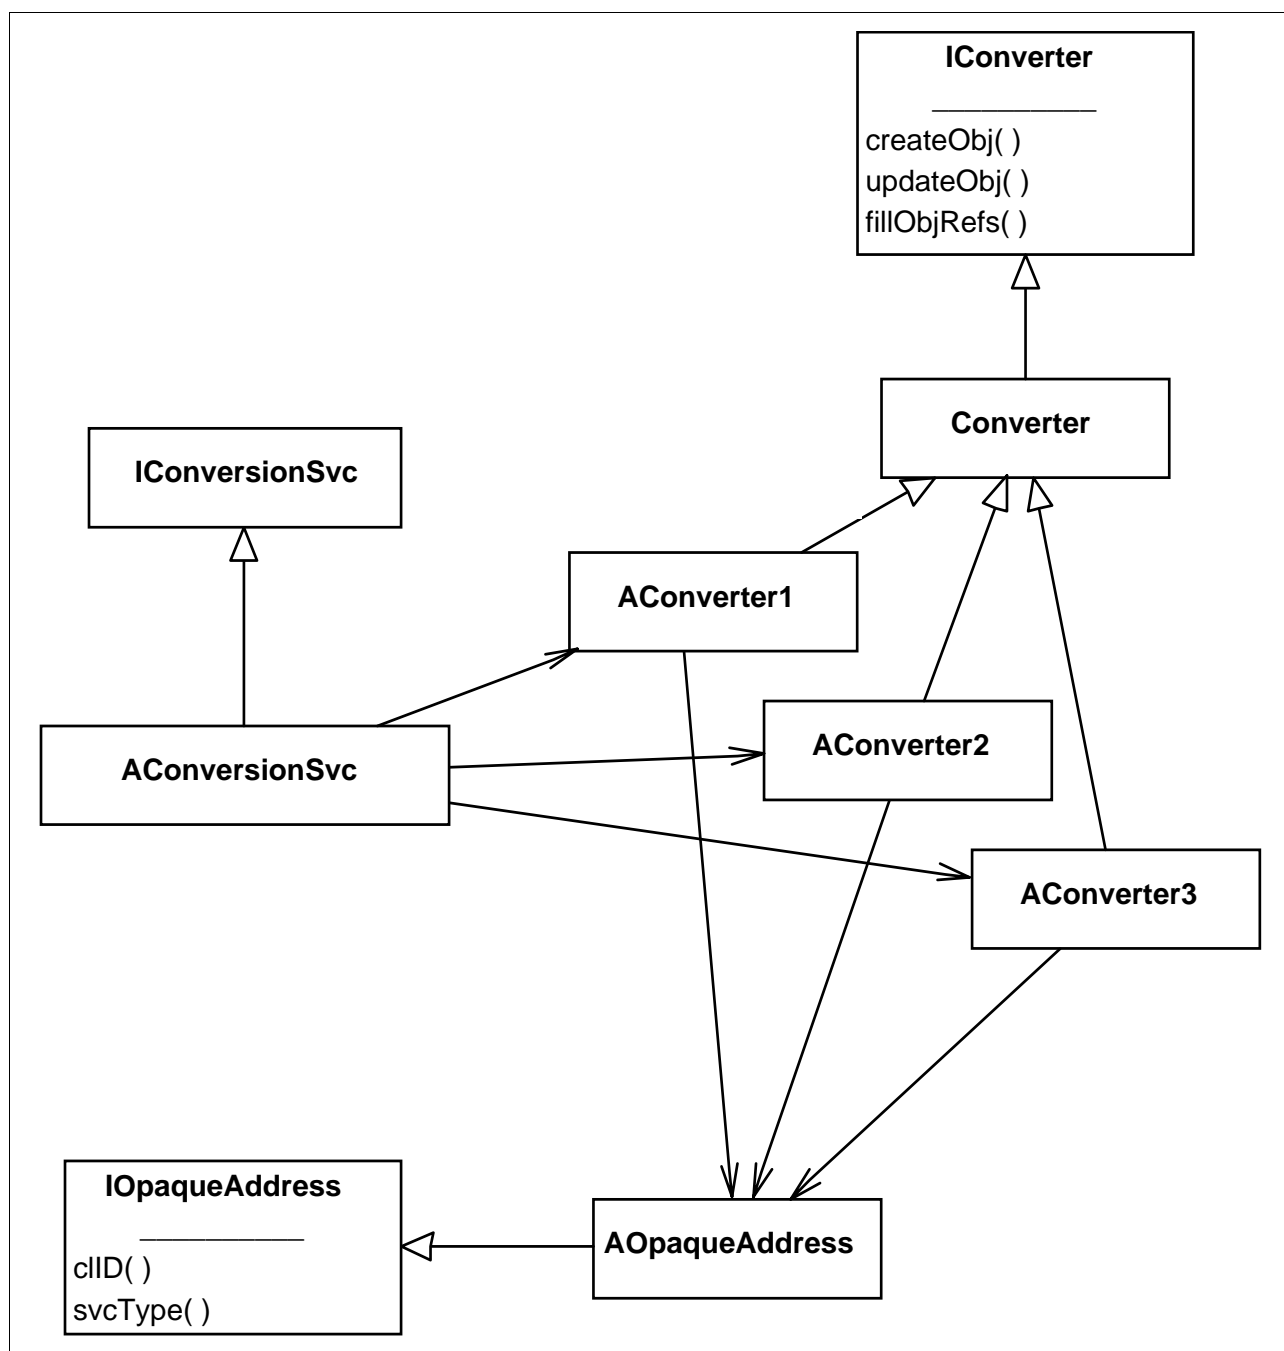 IConverter
createObj( )
updateObj( )
fillObjRefs( )
Converter
IConversionSvc
AConverter1
AConverter2
AConversionSvc
AConverter3
IOpaqueAddress
clID( )
svcType( )
AOpaqueAddress